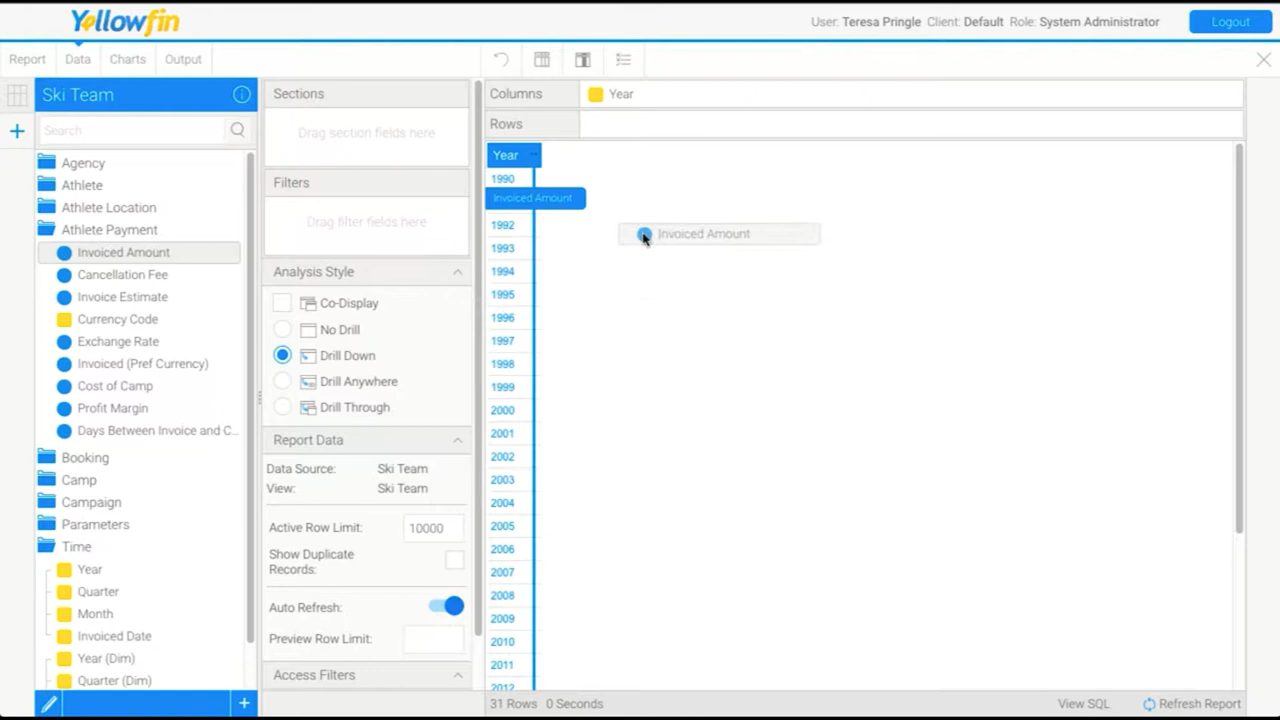 Yellowfin
User: Teresa Pringle Client: Default Role: System Administrator
Logout
Report Data Charts Output
Ski Team
Search
Agency
Athlete
Athlete Location
Athlete Payment
Invoiced Amount
Cancellation Fee
Invoice Estimate
Currency Code
Exchange Rate
Invoiced (Pref Currency)
Cost of Camp
Profit Margin
Days Between Invoice and C...
Booking
Camp
Campaign
Parameters
Time
Year
Quarter
Month
Invoiced Date
Year (Dim)
Quarter (Dim)
Sections
Drag section fields here
Filters
Drag filter fields here
Analysis Style
Co-Display
No Drill
Drill Down
Drill Anywhere
Drill Through
Report Data
Data Source: Ski Team
View: Ski Team
Active Row Limit: 10000
Show Duplicate
Records:
Auto Refresh:
Preview Row Limit:
Access Filters
Columns Year
Rows
Year
1990
Invoiced Amount
1992
Invoiced Amount
1993
1994
1995
1996
1997
1998
1999
2000
2001
2002
2003
2004
2005
2006
2007
2008
2009
2010
2011
2012
31 Rows 0 Seconds
View SQL Refresh Report